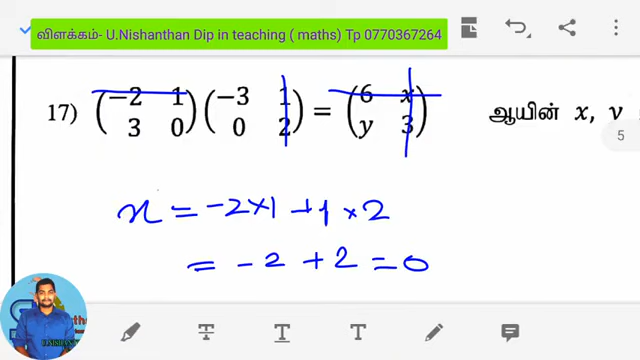 விளக்கம்- U.Nishanthan Dip in teaching ( maths) Tp 0770367264
17) (-2 1 3 0) (-3 1 0 2) = (6 x y 3) ஆயின் x, y
5
x = -2×1 +1×2
= -2 +2 = 0